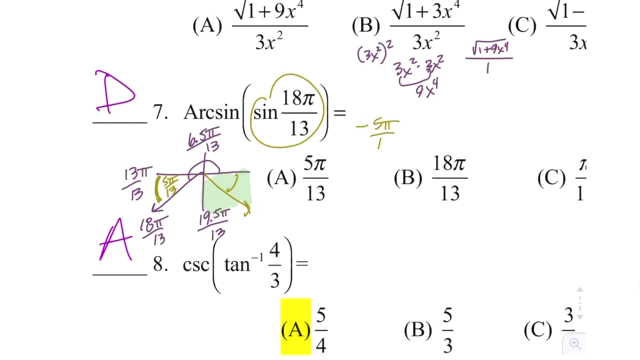 (A) √1 + 9x⁴ / 3x² (B) √1 + 3x⁴ / 3x² (C) √1 − / 3x
(3x²)² 3x² · 3x² √1+9x⁴ / 1
9x⁴
D 7. Arcsin(sin 18π/13) = −5π/1
6.5π/13
13π/13 5π/13 (A) 5π/13 (B) 18π/13 (C) π/1
18π/13 19.5π/13
A 8. csc(tan⁻¹ 4/3) =
(A) 5/4 (B) 5/3 (C) 3